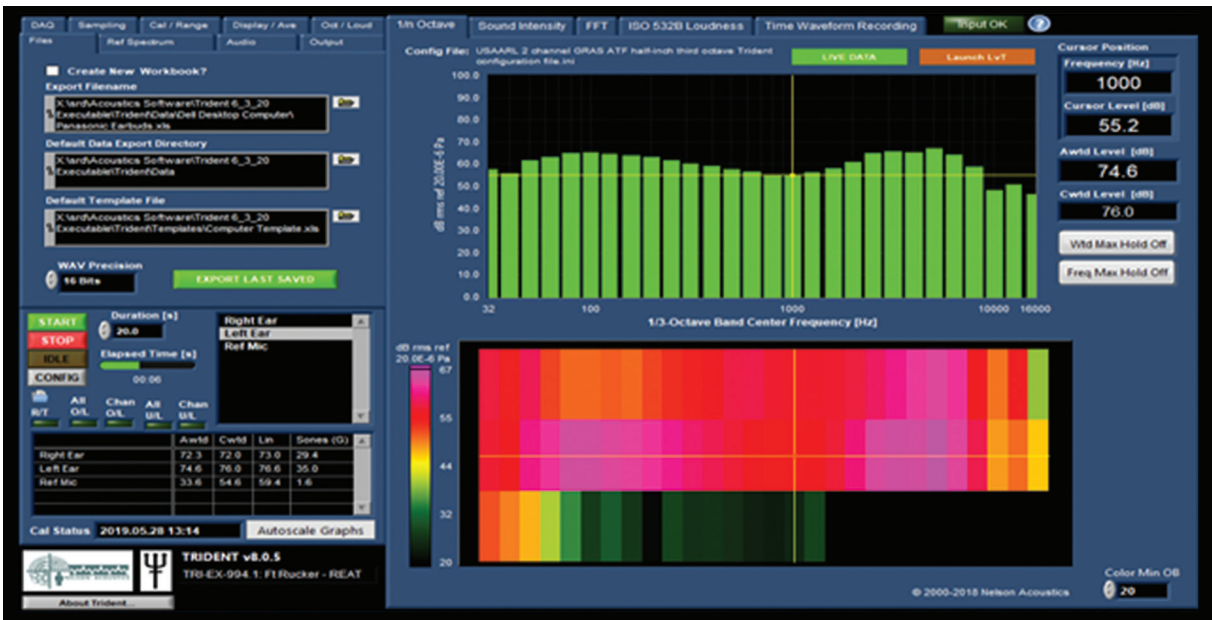 DAQ Sampling Cal / Range Display / Ave Oct / Loud
Files Ref Spectrum Audio Output
Create New Workbook?
Export Filename
X:\ard\Acoustics Software\Trident 6_3_20
Executable\Trident\Data\Dell Desktop Computer\
Panasonic Earbuds.xls
Default Data Export Directory
X:\ard\Acoustics Software\Trident 6_3_20
Executable\Trident\Data
Default Template File
X:\ard\Acoustics Software\Trident 6_3_20
Executable\Trident\Templates\Computer Template.xls
WAV Precision
16 Bits
EXPORT LAST SAVED
START
STOP
IDLE
CONFIG
Duration [s]
20.0
Elapsed Time [s]
00:06
Right Ear
Left Ear
Ref Mic
R/T
All O/L
Chan O/L
All U/L
Chan U/L
Awtd Cwtd Lin Sones (G)
Right Ear 72.3 72.0 73.0 29.4
Left Ear 74.6 76.0 76.6 35.0
Ref Mic 33.6 54.6 59.4 1.6
Cal Status 2019.05.28 13:14 Autoscale Graphs
NELSON ACOUSTICS
TRIDENT v8.0.5
TRI-EX-994.1: Ft Rucker - REAT
About Trident...
1/n Octave Sound Intensity FFT ISO 532B Loudness Time Waveform Recording Input OK ?
Config File: USAARL 2 channel GRAS ATF half-inch third octave Trident
configuration file.ini
LIVE DATA
Launch LvT
dB rms ref 20.00E-6 Pa
100.0
90.0
80.0
70.0
60.0
50.0
40.0
30.0
20.0
10.0
0.0
32 100 1000 10000 16000
1/3-Octave Band Center Frequency [Hz]
Cursor Position
Frequency [Hz]
1000
Cursor Level [dB]
55.2
Awtd Level [dB]
74.6
Cwtd Level [dB]
76.0
Wtd Max Hold Off
Freq Max Hold Off
dB rms ref
20.0E-6 Pa
67
55
44
32
20
Color Min OB
20
© 2000-2018 Nelson Acoustics